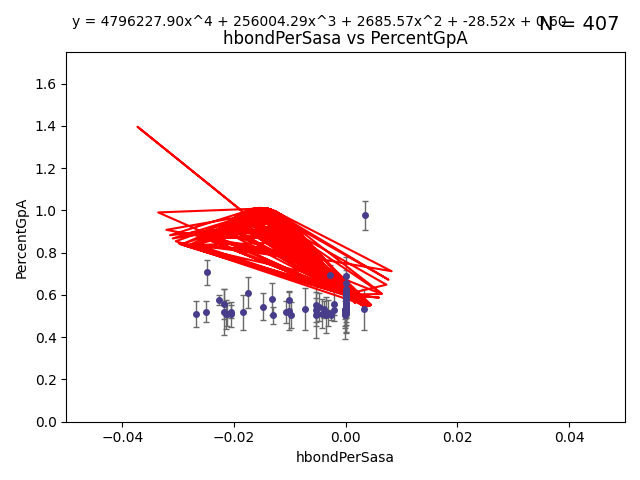 y = 4796227.90x^4 + 256004.29x^3 + 2685.57x^2 + -28.52x + 0.60
N = 407
hbondPerSasa vs PercentGpA
1.6
1.4
1.2
1.0
0.8
0.6
0.4
0.2
0.0
PercentGpA
−0.04 −0.02 0.00 0.02 0.04
hbondPerSasa